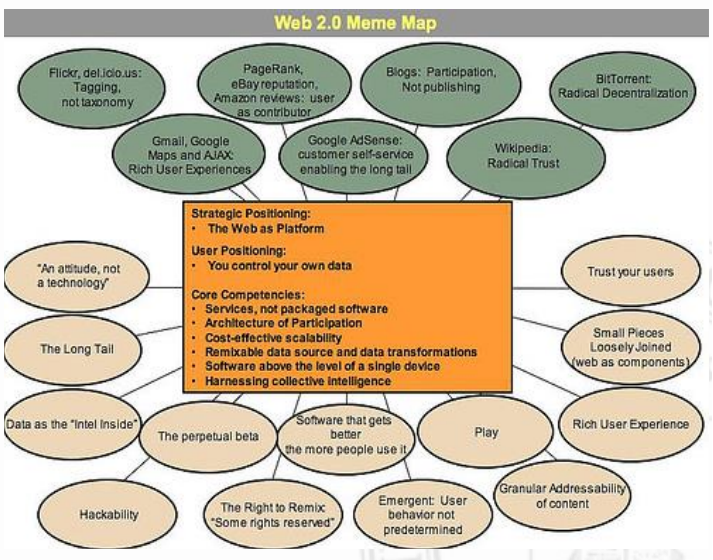 Web 2.0 Meme Map
Flickr, del.icio.us:
Tagging,
not taxonomy
PageRank,
eBay reputation,
Amazon reviews: user
as contributor
Blogs: Participation,
Not publishing
BitTorrent:
Radical Decentralization
Gmail, Google
Maps and AJAX:
Rich User Experiences
Google AdSense:
customer self-service
enabling the long tail
Wikipedia:
Radical Trust
Strategic Positioning:
• The Web as Platform
User Positioning:
• You control your own data
Core Competencies:
• Services, not packaged software
• Architecture of Participation
• Cost-effective scalability
• Remixable data source and data transformations
• Software above the level of a single device
• Harnessing collective intelligence
"An attitude, not
a technology"
Trust your users
The Long Tail
Small Pieces
Loosely Joined
(web as components)
Data as the "Intel Inside"
The perpetual beta
Software that gets
better
the more people use it
Play
Rich User Experience
Hackability
The Right to Remix:
"Some rights reserved"
Emergent: User
behavior not
predetermined
Granular Addressability
of content